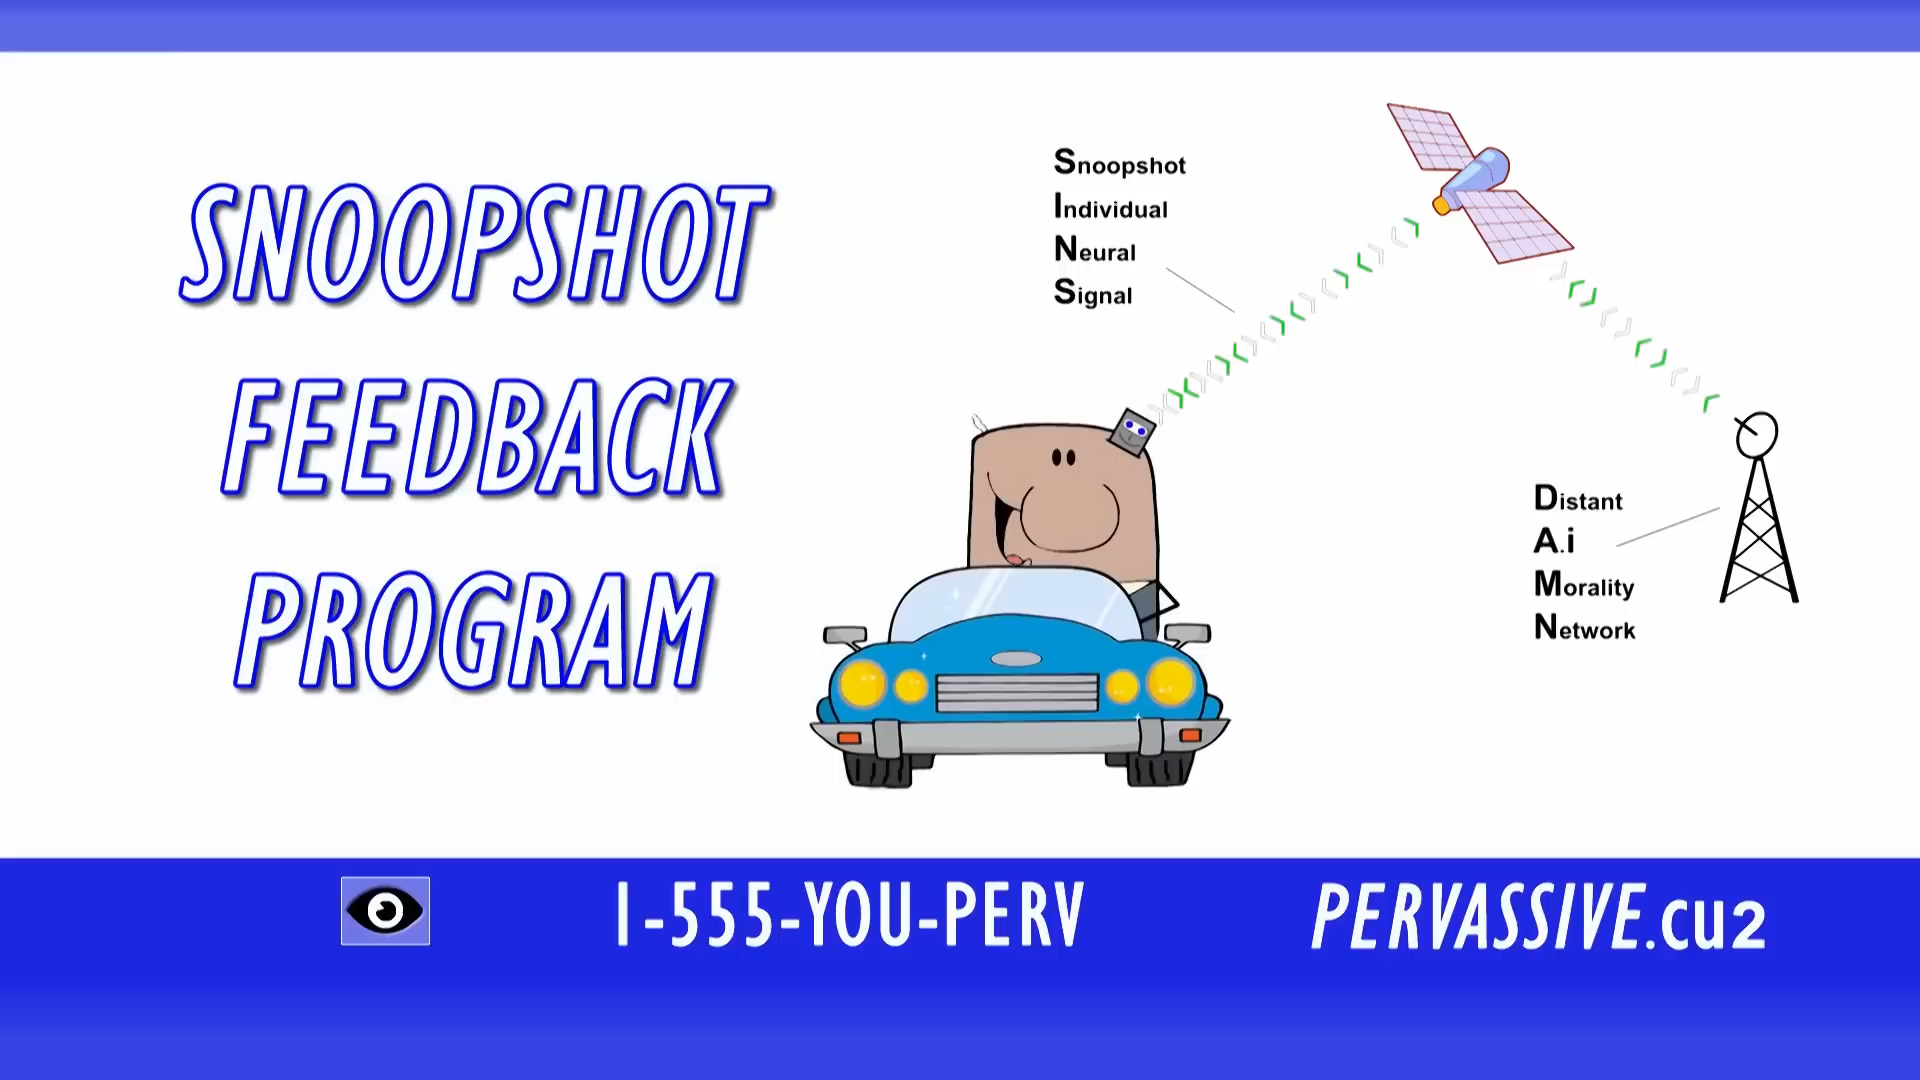 SNOOPSHOT
FEEDBACK
PROGRAM
Snoopshot
Individual
Neural
Signal
Distant
A.i
Morality
Network
1-555-YOU-PERV
PERVASSIVE.cu2